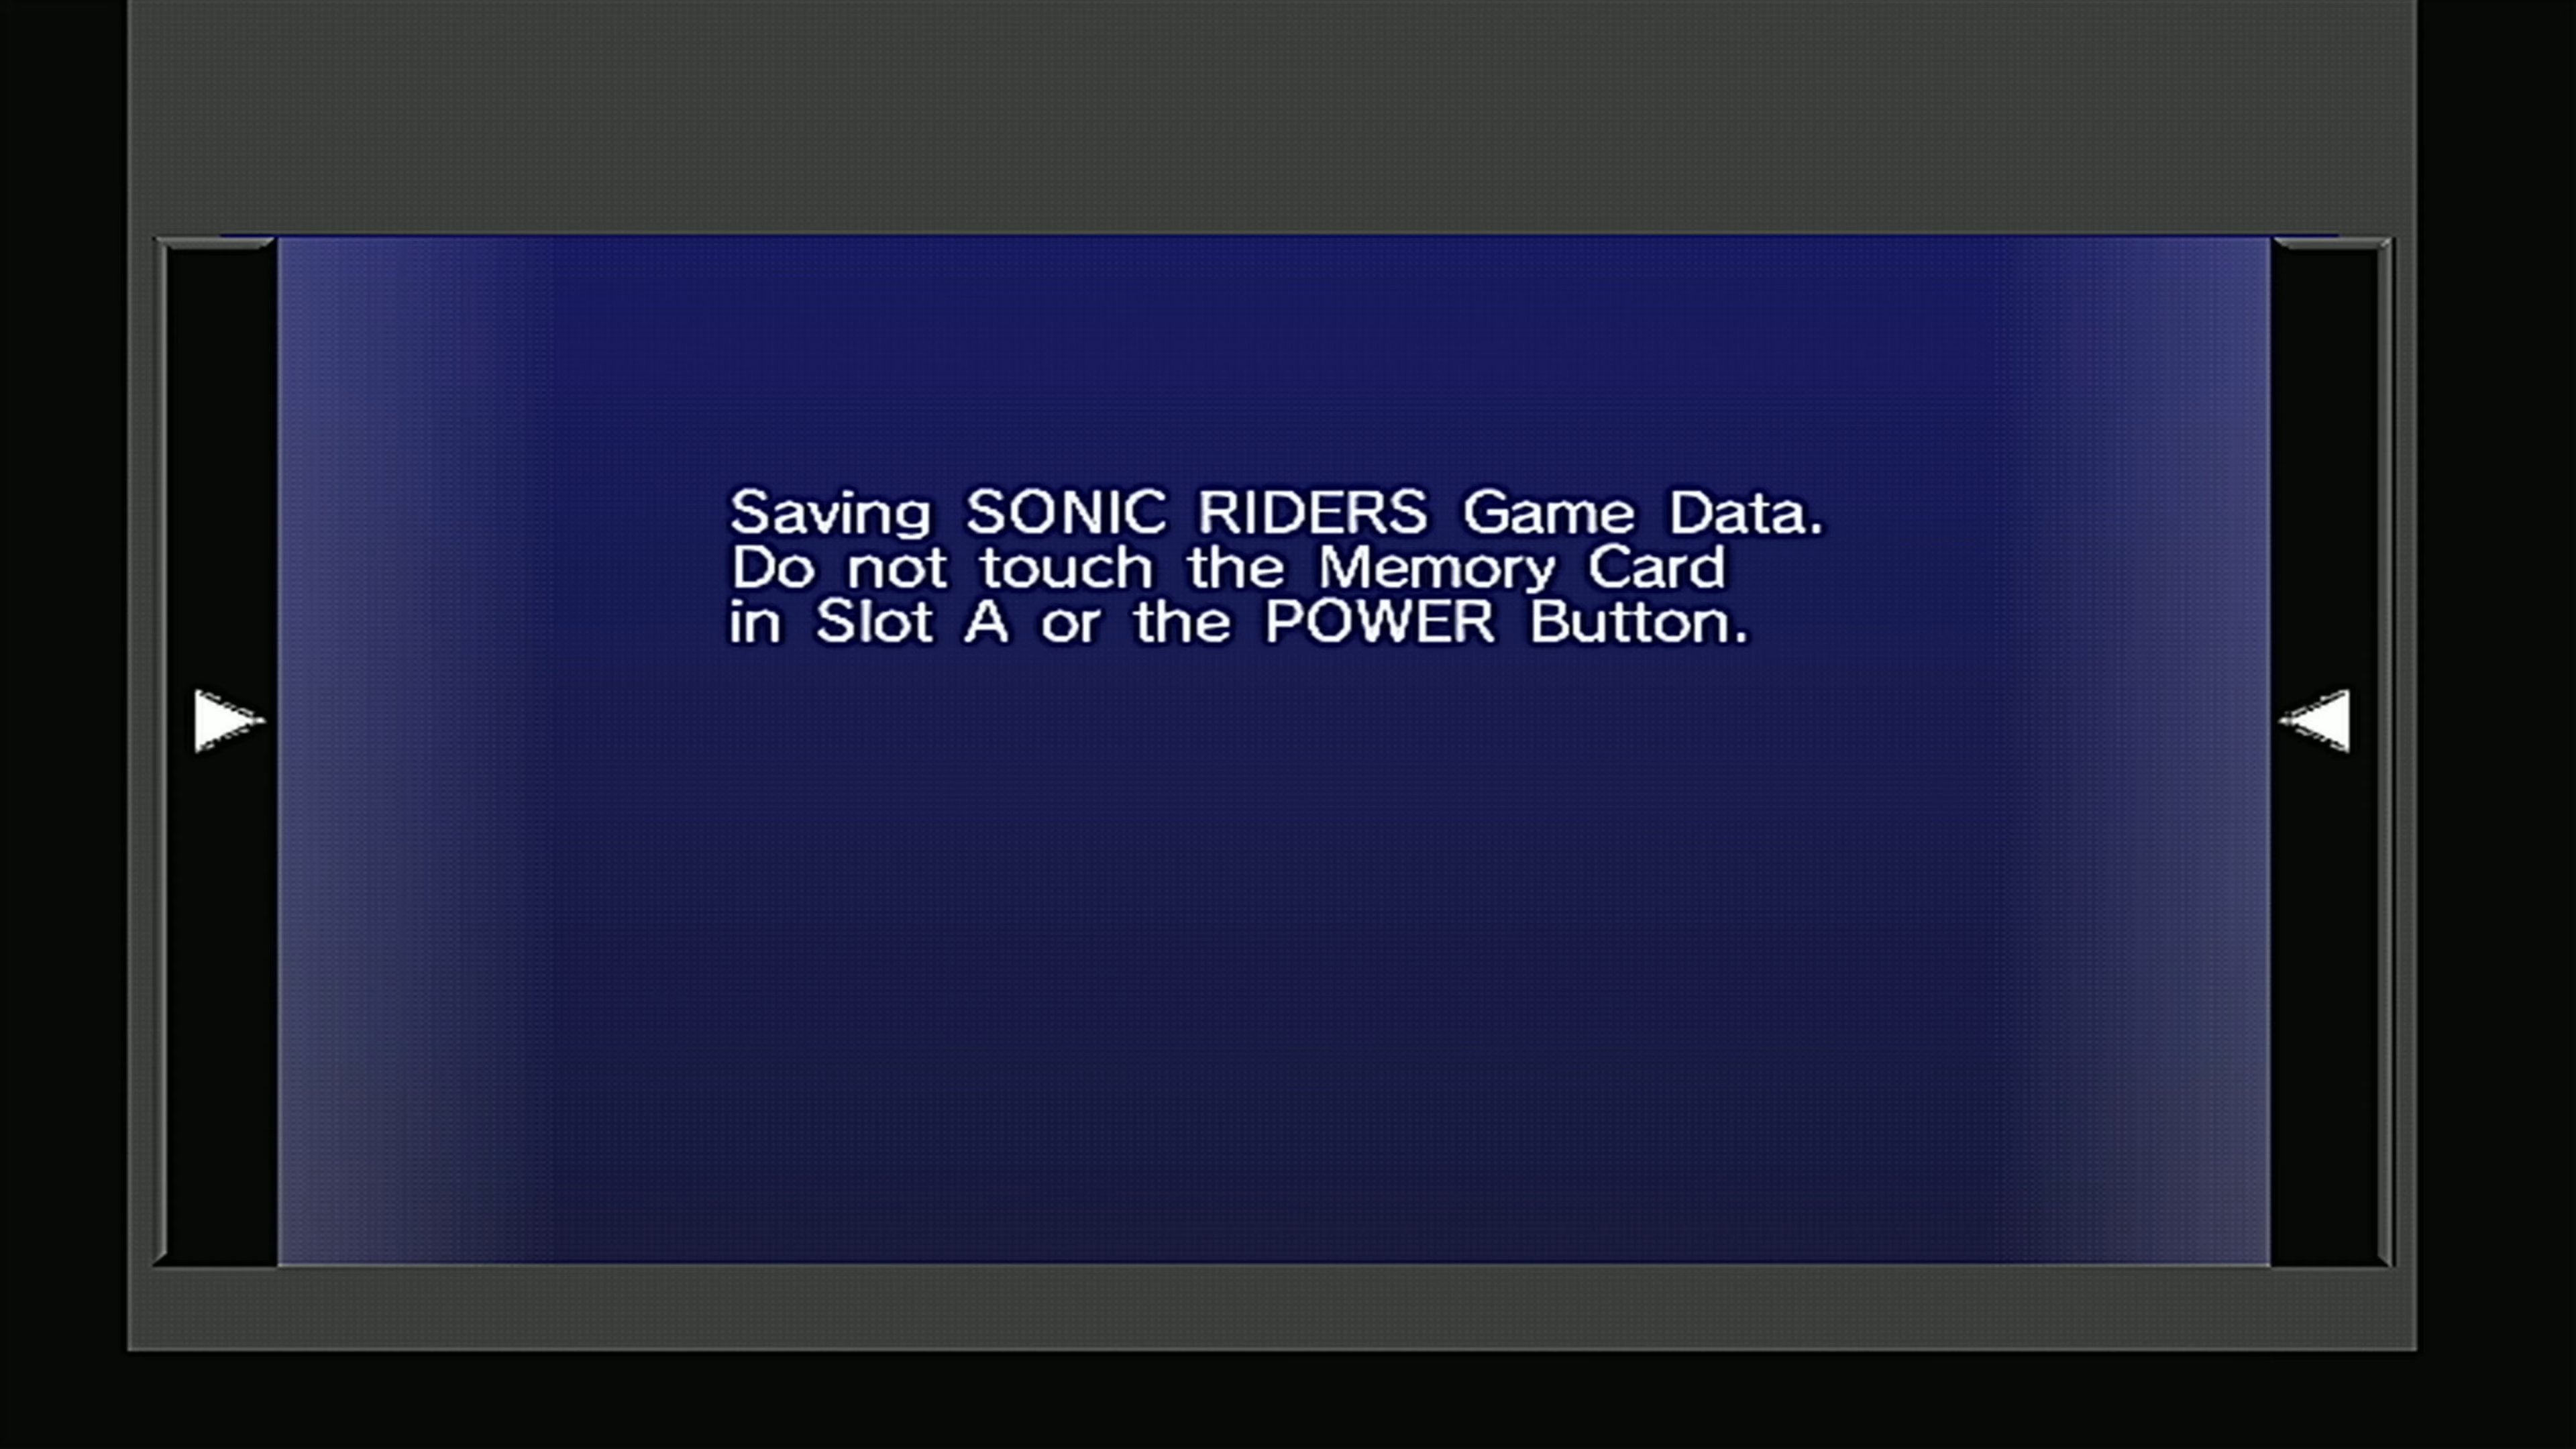 Saving SONIC RIDERS Game Data.
Do not touch the Memory Card
in Slot A or the POWER Button.